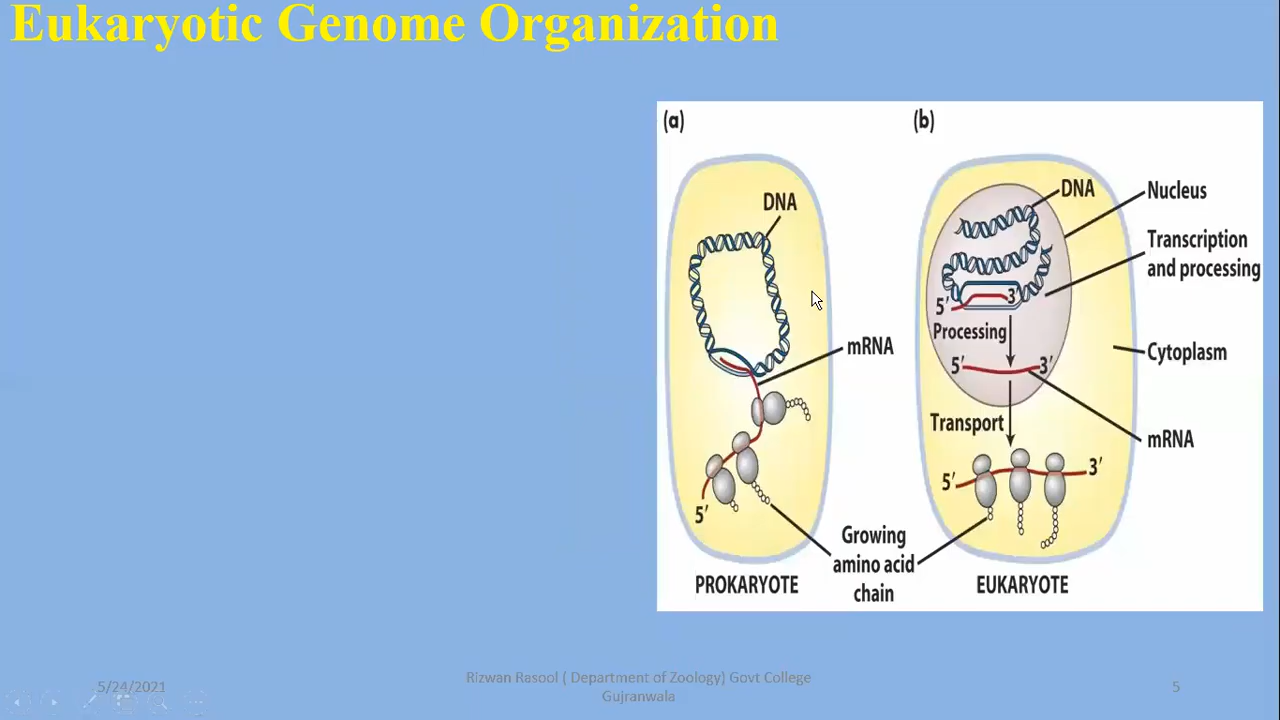 Eukaryotic Genome Organization
(a)
(b)
DNA
mRNA
5′
Growing
amino acid
chain
PROKARYOTE
DNA
Nucleus
Transcription
and processing
5′
3′
Processing
5′
3′
Cytoplasm
Transport
mRNA
5′
3′
EUKARYOTE
5/24/2021
Rizwan Rasool ( Department of Zoology) Govt College
Gujranwala
5